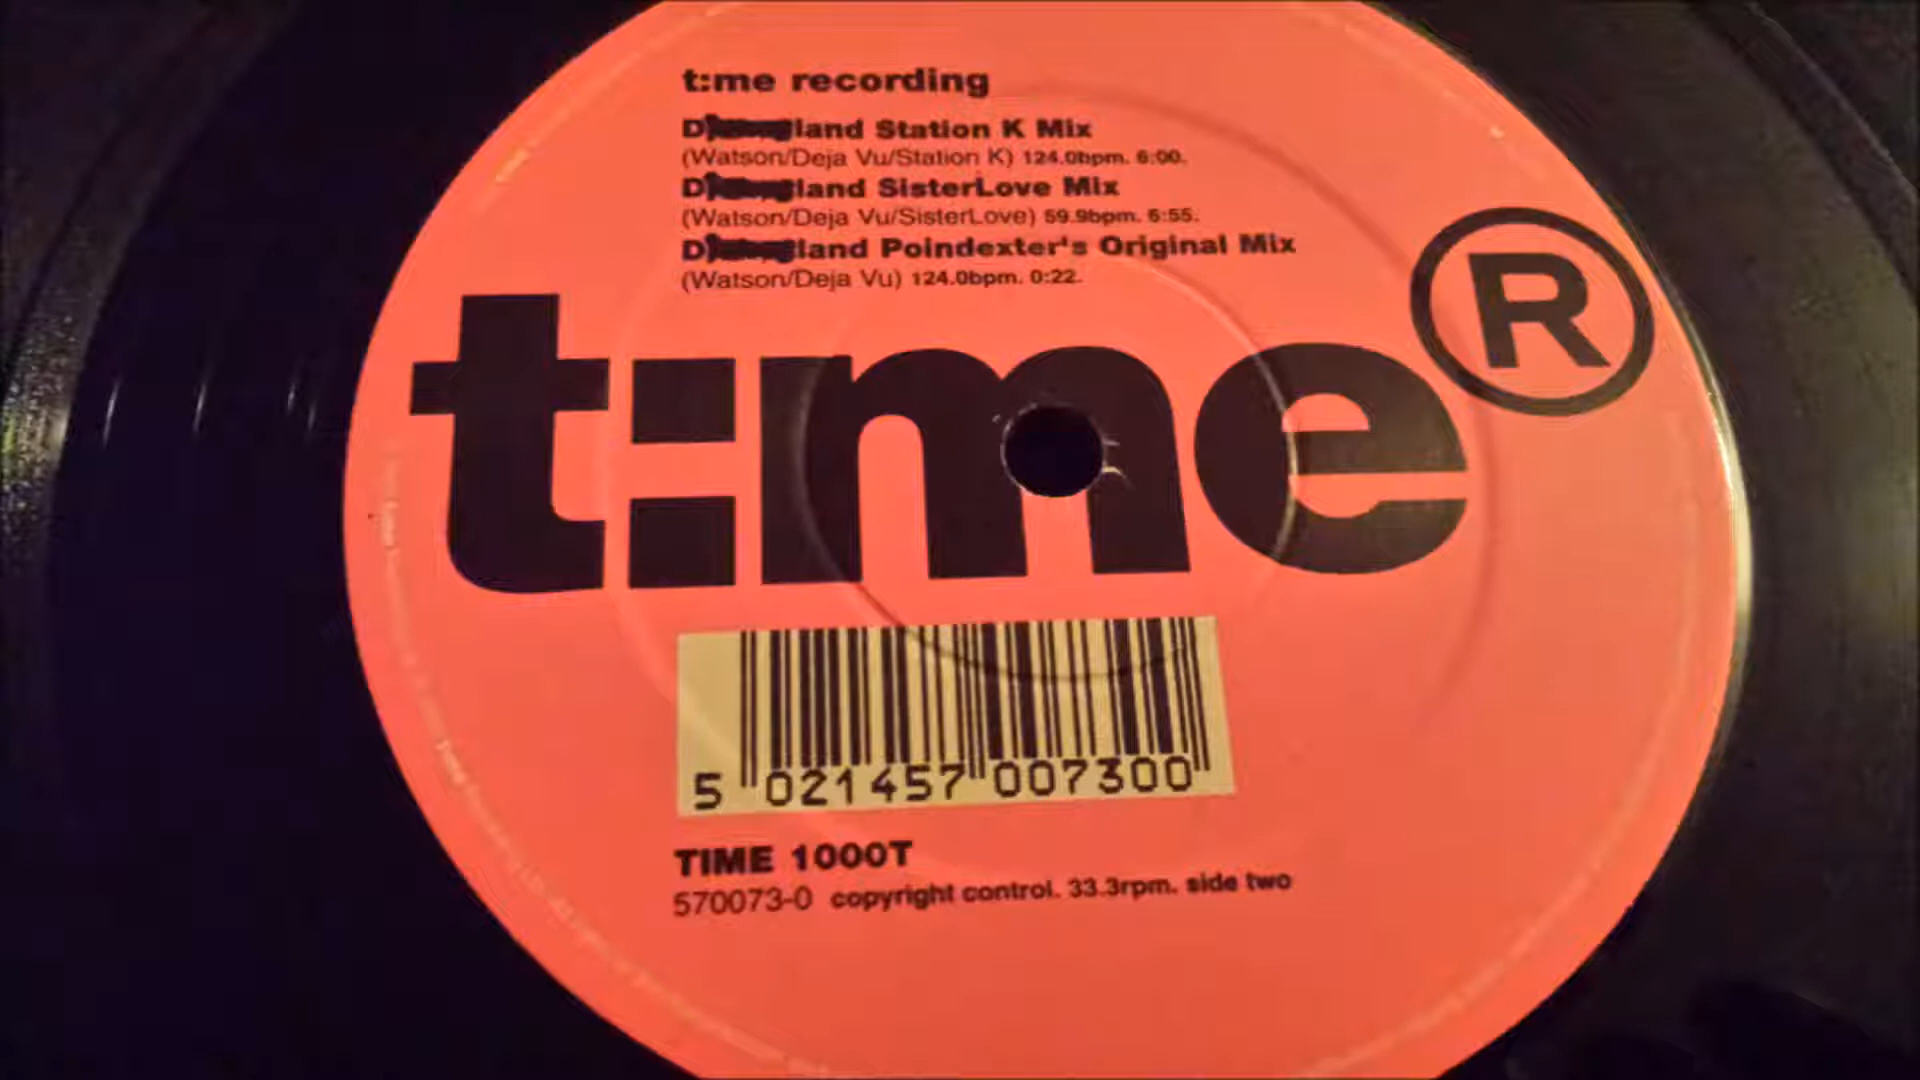 t:me recording
land Station K Mix
(Watson/Deja Vu/Station K) 124.0bpm. 6:00.
land SisterLove Mix
(Watson/Deja Vu/SisterLove) 59.9bpm. 6:55.
land Poindexter's Original Mix
(Watson/Deja Vu) 124.0bpm. 0:22.
t:me ®
5 021457 007300
TIME 1000T
570073-0 copyright control. 33.3rpm. side two